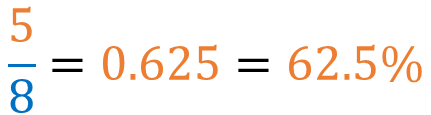 5/8 = 0.625 = 62.5%